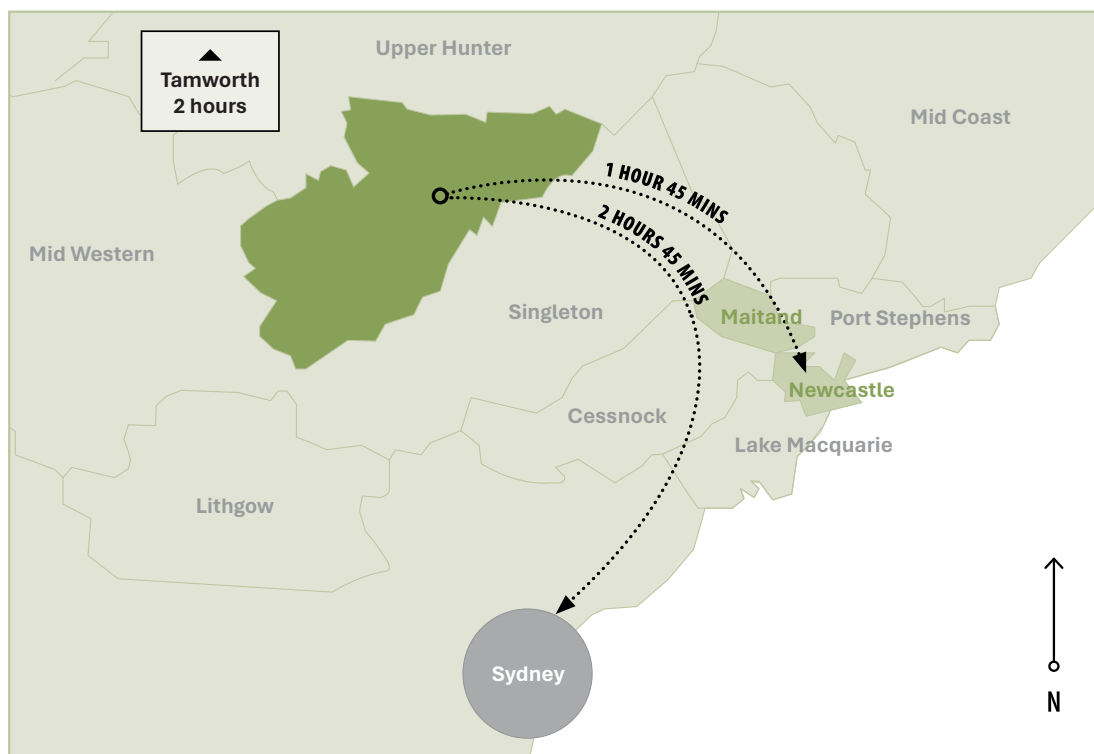 Upper Hunter
Tamworth
2 hours
Mid Coast
1 HOUR 45 MINS
2 HOURS 45 MINS
Mid Western
Singleton
Maitand
Port Stephens
Newcastle
Cessnock
Lake Macquarie
Lithgow
Sydney
N